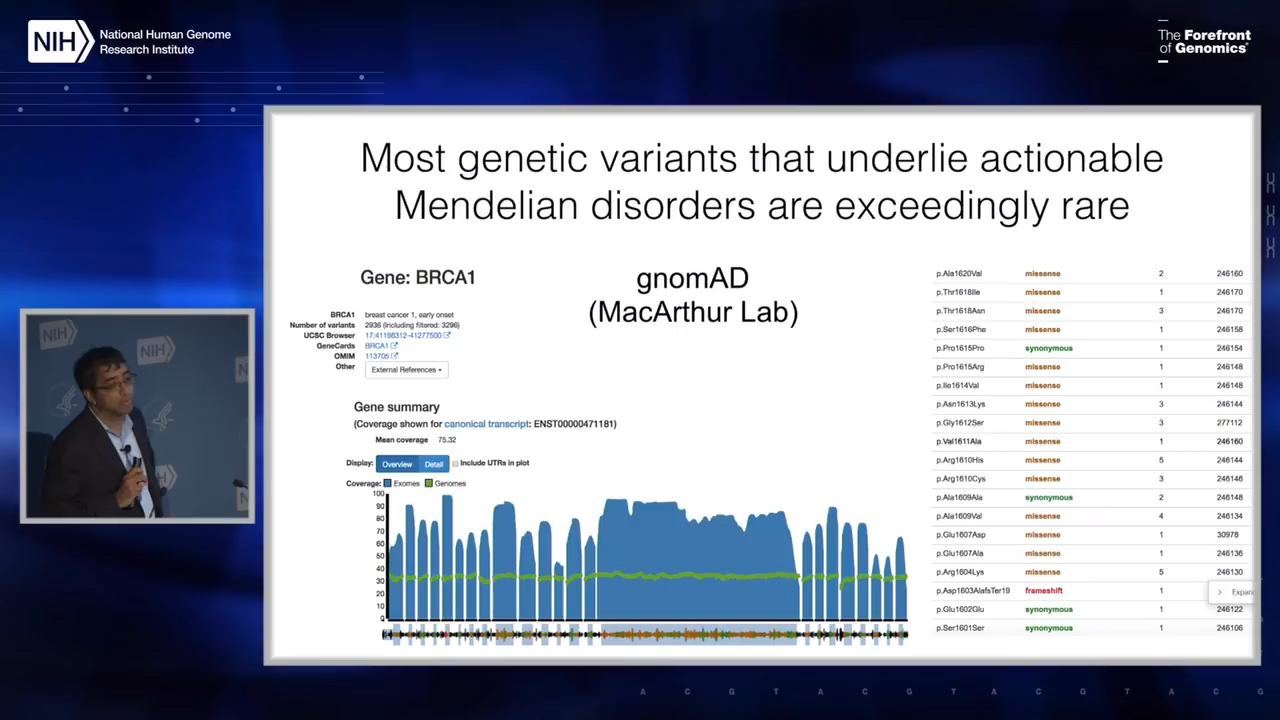 NIH
National Human Genome
Research Institute
The Forefront
of Genomics
Most genetic variants that underlie actionable
Mendelian disorders are exceedingly rare
Gene: BRCA1
gnomAD
(MacArthur Lab)
BRCA1 breast cancer 1, early onset
Number of variants 2936 (Including filtered: 3296)
UCSC Browser 17:41196312-41277500
GeneCards BRCA1
OMIM 113705
Other External References
Gene summary
(Coverage shown for canonical transcript: ENST00000471181)
Mean coverage 75.32
Display: Overview Detail Include UTRs in plot
Coverage: Exomes Genomes
100
90
80
70
60
50
40
30
20
10
0
p.Ala1620Val missense 2 246160
p.Thr1618Ile missense 1 246170
p.Thr1618Asn missense 3 246170
p.Ser1616Phe missense 1 246158
p.Pro1615Pro synonymous 1 246154
p.Pro1615Arg missense 1 246148
p.Ile1614Val missense 1 246148
p.Asn1613Lys missense 3 246144
p.Gly1612Ser missense 3 277112
p.Val1611Ala missense 1 246160
p.Arg1610His missense 5 246144
p.Arg1610Cys missense 3 246146
p.Ala1609Ala synonymous 2 246148
p.Ala1609Val missense 4 246134
p.Glu1607Asp missense 1 30978
p.Glu1607Ala missense 1 246136
p.Arg1604Lys missense 5 246130
p.Asp1603AlafsTer19 frameshift 1
Expan
p.Glu1602Glu synonymous 1 246122
p.Ser1601Ser synonymous 1 246106
NIH
NIH
A C G T A C G T A C G T A C G